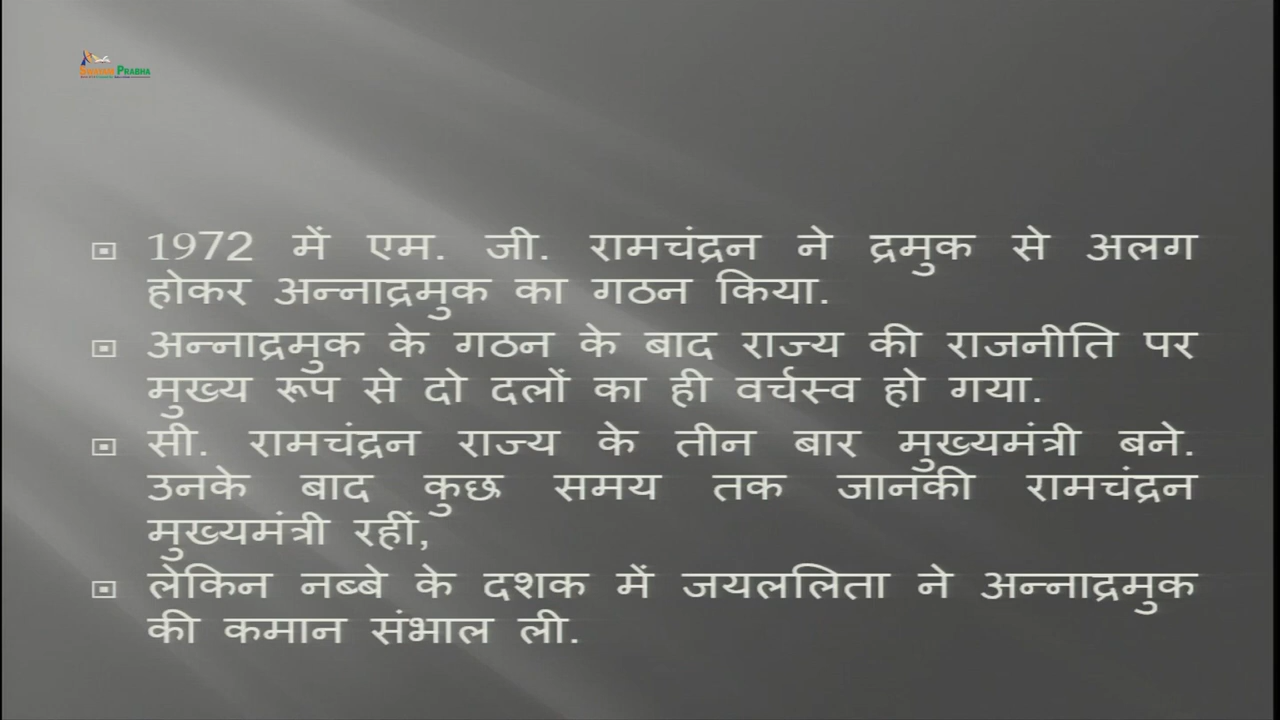 PRABHA
1972 में एम. जी. रामचंद्रन ने द्रमुक से अलग
होकर अन्नाद्रमुक का गठन किया.
अन्नाद्रमुक के गठन के बाद राज्य की राजनीति पर
मुख्य रूप से दो दलों का ही वर्चस्व हो गया.
सी. रामचंद्रन राज्य के तीन बार मुख्यमंत्री बने.
उनके बाद कुछ समय तक जानकी रामचंद्रन
मुख्यमंत्री रहीं,
लेकिन नब्बे के दशक में जयललिता ने अन्नाद्रमुक
की कमान संभाल ली.